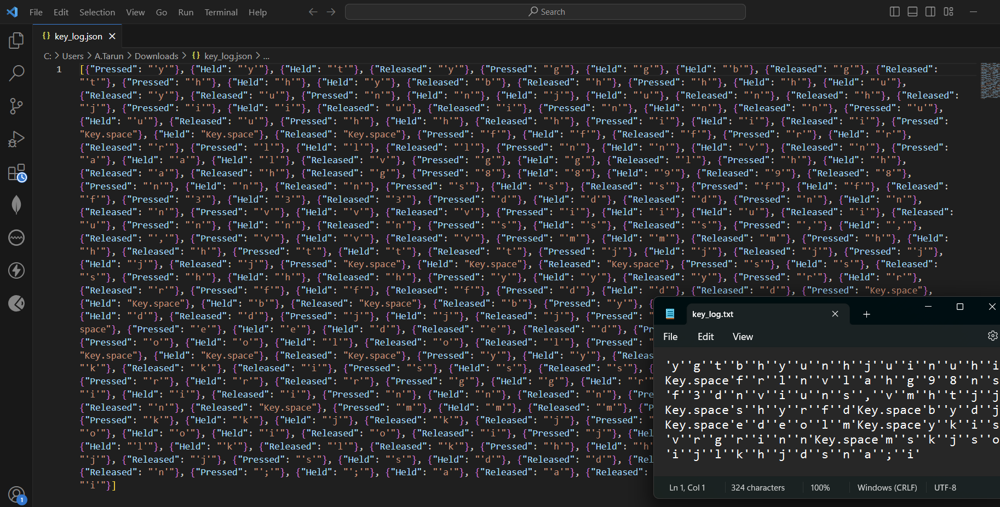 File Edit Selection View Go Run Terminal Help
Search
{} key_log.json
C: > Users > A.Tarun > Downloads > {} key_log.json > ...
1
[{"Pressed": "'y'"}, {"Held": "'y'"}, {"Held": "'t'"}, {"Released": "'y'"}, {"Pressed": "'g'"}, {"Held": "'g'"}, {"Held": "'b'"}, {"Released": "'g'"}, {"Released":
"'t'"}, {"Pressed": "'h'"}, {"Held": "'h'"}, {"Held": "'y'"}, {"Released": "'b'"}, {"Released": "'h'"}, {"Pressed": "'h'"}, {"Held": "'h'"}, {"Held": "'u'"},
{"Released": "'y'"}, {"Released": "'u'"}, {"Pressed": "'n'"}, {"Held": "'n'"}, {"Held": "'j'"}, {"Held": "'u'"}, {"Released": "'n'"}, {"Released": "'h'"}, {"Released":
"'j'"}, {"Pressed": "'i'"}, {"Held": "'i'"}, {"Released": "'u'"}, {"Released": "'i'"}, {"Pressed": "'n'"}, {"Held": "'n'"}, {"Released": "'n'"}, {"Pressed": "'u'"},
{"Held": "'u'"}, {"Released": "'u'"}, {"Pressed": "'h'"}, {"Held": "'h'"}, {"Released": "'h'"}, {"Pressed": "'i'"}, {"Held": "'i'"}, {"Released": "'i'"}, {"Pressed":
"Key.space"}, {"Held": "Key.space"}, {"Released": "Key.space"}, {"Pressed": "'f'"}, {"Held": "'f'"}, {"Released": "'f'"}, {"Pressed": "'r'"}, {"Held": "'r'"},
{"Released": "'r'"}, {"Pressed": "'l'"}, {"Held": "'l'"}, {"Released": "'l'"}, {"Pressed": "'n'"}, {"Held": "'n'"}, {"Held": "'v'"}, {"Released": "'n'"}, {"Pressed":
"'a'"}, {"Held": "'a'"}, {"Held": "'l'"}, {"Released": "'v'"}, {"Pressed": "'g'"}, {"Held": "'g'"}, {"Released": "'l'"}, {"Pressed": "'h'"}, {"Held": "'h'"},
{"Released": "'a'"}, {"Released": "'h'"}, {"Released": "'g'"}, {"Pressed": "'8'"}, {"Held": "'8'"}, {"Held": "'9'"}, {"Released": "'9'"}, {"Released": "'8'"},
{"Pressed": "'n'"}, {"Held": "'n'"}, {"Released": "'n'"}, {"Pressed": "'s'"}, {"Held": "'s'"}, {"Released": "'s'"}, {"Pressed": "'f'"}, {"Held": "'f'"}, {"Released":
"'f'"}, {"Pressed": "'3'"}, {"Held": "'3'"}, {"Released": "'3'"}, {"Pressed": "'d'"}, {"Held": "'d'"}, {"Released": "'d'"}, {"Pressed": "'n'"}, {"Held": "'n'"},
{"Released": "'n'"}, {"Pressed": "'v'"}, {"Held": "'v'"}, {"Released": "'v'"}, {"Pressed": "'i'"}, {"Held": "'i'"}, {"Held": "'u'"}, {"Released": "'i'"}, {"Released":
"'u'"}, {"Pressed": "'n'"}, {"Held": "'n'"}, {"Released": "'n'"}, {"Pressed": "'s'"}, {"Held": "'s'"}, {"Released": "'s'"}, {"Pressed": "','"}, {"Held": "','"},
{"Released": "','"}, {"Pressed": "'v'"}, {"Held": "'v'"}, {"Released": "'v'"}, {"Pressed": "'m'"}, {"Held": "'m'"}, {"Released": "'m'"}, {"Pressed": "'h'"}, {"Held":
"'h'"}, {"Released": "'h'"}, {"Pressed": "'t'"}, {"Held": "'t'"}, {"Released": "'t'"}, {"Pressed": "'j'"}, {"Held": "'j'"}, {"Released": "'j'"}, {"Pressed": "'j'"},
{"Held": "'j'"}, {"Released": "'j'"}, {"Pressed": "Key.space"}, {"Held": "Key.space"}, {"Released": "Key.space"}, {"Pressed": "'s'"}, {"Held": "'s'"}, {"Released":
"'s'"}, {"Pressed": "'h'"}, {"Held": "'h'"}, {"Released": "'h'"}, {"Pressed": "'y'"}, {"Held": "'y'"}, {"Released": "'y'"}, {"Pressed": "'r'"}, {"Held": "'r'"},
{"Released": "'r'"}, {"Pressed": "'f'"}, {"Held": "'f'"}, {"Released": "'f'"}, {"Pressed": "'d'"}, {"Held": "'d'"}, {"Released": "'d'"}, {"Pressed": "Key.space"},
{"Held": "Key.space"}, {"Held": "'b'"}, {"Released": "Key.space"}, {"Released": "'b'"}, {"Pressed": "'y'"}, {
{"Held": "'d'"}, {"Released": "'d'"}, {"Pressed": "'j'"}, {"Held": "'j'"}, {"Released": "'j'"}, {"Pressed": "
space"}, {"Pressed": "'e'"}, {"Held": "'e'"}, {"Held": "'d'"}, {"Released": "'e'"}, {"Released": "'d'"}, {"Pr
{"Pressed": "'o'"}, {"Held": "'o'"}, {"Held": "'l'"}, {"Released": "'o'"}, {"Released": "'l'"}, {"Pressed": "
"Key.space"}, {"Held": "Key.space"}, {"Released": "Key.space"}, {"Pressed": "'y'"}, {"Held": "'y'"}, {"Releas
"'k'"}, {"Released": "'k'"}, {"Released": "'i'"}, {"Pressed": "'s'"}, {"Held": "'s'"}, {"Released": "'s'"},
{"Pressed": "'r'"}, {"Held": "'r'"}, {"Released": "'r'"}, {"Pressed": "'g'"}, {"Held": "'g'"}, {"Held": "'r'"
"'i'"}, {"Held": "'i'"}, {"Released": "'i'"}, {"Pressed": "'n'"}, {"Held": "'n'"}, {"Released": "'n'"}, {"Pre
{"Released": "'n'"}, {"Released": "Key.space"}, {"Pressed": "'m'"}, {"Held": "'m'"}, {"Released": "'m'"}, {"P
{"Pressed": "'k'"}, {"Held": "'k'"}, {"Held": "'j'"}, {"Released": "'k'"}, {"Released": "'j'"}, {"Pressed": "
"'o'"}, {"Held": "'o'"}, {"Held": "'i'"}, {"Released": "'o'"}, {"Released": "'i'"}, {"Pressed": "'j'"}, {"Hel
{"Held": "'l'"}, {"Held": "'k'"}, {"Released": "'l'"}, {"Released": "'k'"}, {"Pressed": "'h'"}, {"Held": "'h'
"'j'"}, {"Released": "'j'"}, {"Pressed": "'s'"}, {"Held": "'s'"}, {"Held": "'d'"}, {"Released": "'d'"}, {"Rel
{"Released": "'n'"}, {"Pressed": "';'"}, {"Held": "';'"}, {"Held": "'a'"}, {"Released": "'a'"}, {"Released":
"'i'"}]
1
key_log.txt
File Edit View
'y''g''t''b''h''y''u''n''h''j''u''i''n''u''h''i
Key.space'f''r''l''n''v''l''a''h''g''9''8''n''s
'f''3''d''n''v''i''u''n''s'',''v''m''h''t''j''j
Key.space's''h''y''r''f''d'Key.space'b''y''d''j
Key.space'e''d''e''o''l''m'Key.space'y''k''i''s
'v''r''g''r''i''n''n'Key.space'm''s''k''j''s''o
'i''j''l''k''h''j''d''s''n''a'';''i'
Ln 1, Col 1 324 characters 100% Windows (CRLF) UTF-8